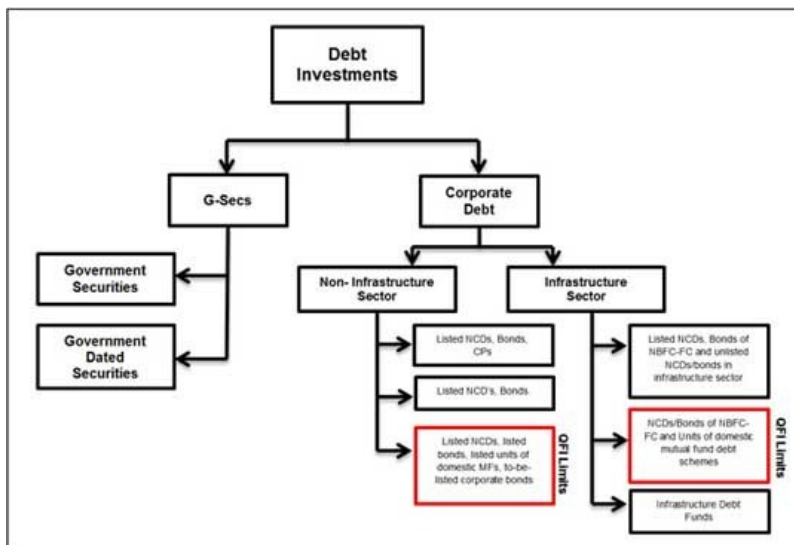 Debt
Investments
G-Secs
Corporate
Debt
Government
Securities
Government
Dated
Securities
Non- Infrastructure
Sector
Infrastructure
Sector
Listed NCDs, Bonds,
CPs
Listed NCD's, Bonds
Listed NCDs, listed
bonds, listed units of
domestic MFs, to-be-
listed corporate bonds
QFI Limits
Listed NCDs, Bonds of
NBFC-FC and unlisted
NCDs/bonds in
infrastructure sector
NCDs/Bonds of NBFC-
FC and Units of domestic
mutual fund debt
schemes
QFI Limits
Infrastructure Debt
Funds